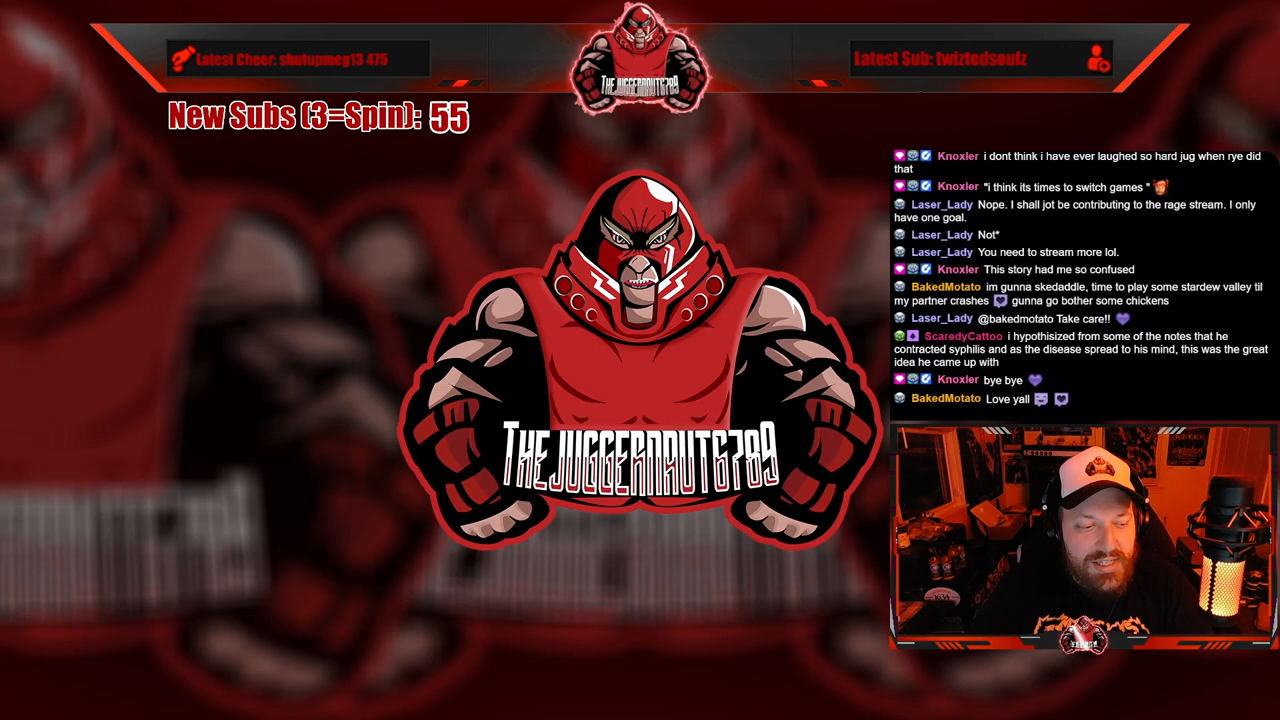 Latest Cheer: shutupmeg13 475
THEJUGGERNAUT6789
Latest Sub: twiztedsoulz
New Subs (3=Spin): 55
Knoxler i dont think i have ever laughed so hard jug when rye did
that
Knoxler "i think its times to switch games "
Laser_Lady Nope. I shall jot be contributing to the rage stream. I only
have one goal.
Laser_Lady Not*
Laser_Lady You need to stream more lol.
Knoxler This story had me so confused
BakedMotato im gunna skedaddle, time to play some stardew valley til
my partner crashes gunna go bother some chickens
Laser_Lady @bakedmotato Take care!!
ScaredyCattoo i hypothisized from some of the notes that he
contracted syphilis and as the disease spread to his mind, this was the great
idea he came up with
Knoxler bye bye
BakedMotato Love yall
THEJUGGERNAUT6789